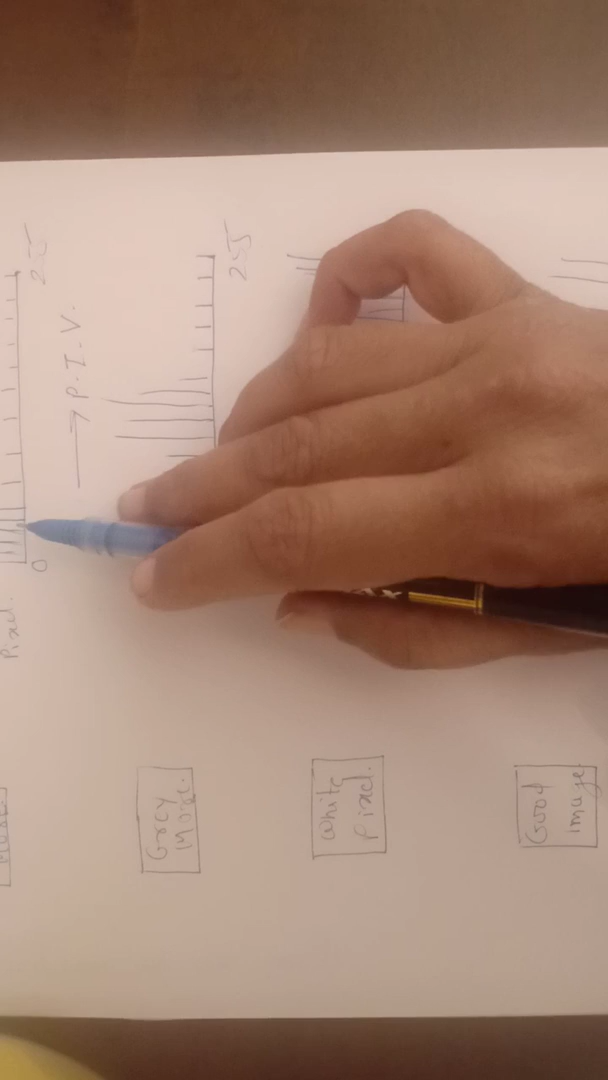 0
255
→ P.I.V.
Pixel.
255
Grey
image.
White
Pixel.
Good
image